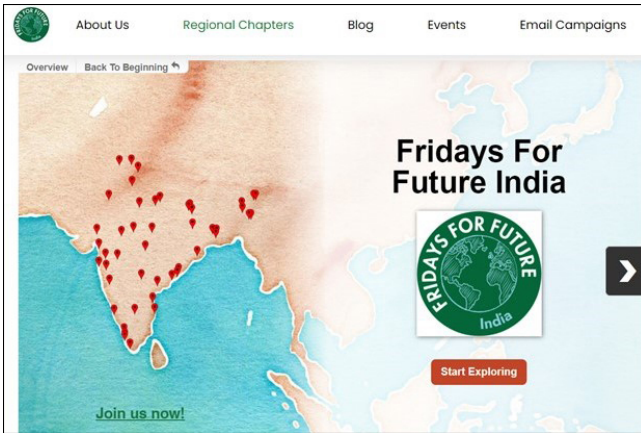 About Us
Regional Chapters
Blog
Events
Email Campaigns
Overview
Back To Beginning
Fridays For
Future India
FRIDAYS FOR FUTURE
India
Start Exploring
Join us now!